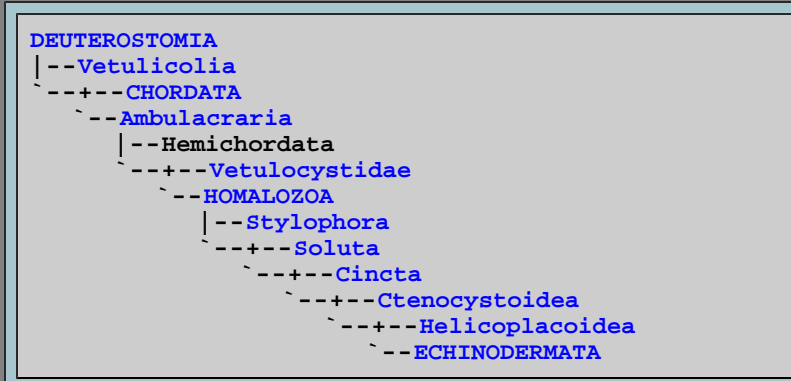 DEUTEROSTOMIA
|--Vetulicolia
`--+--CHORDATA
   `--Ambulacraria
      |--Hemichordata
      `--+--Vetulocystidae
         `--HOMALOZOA
            |--Stylophora
            `--+--Soluta
               `--+--Cincta
                  `--+--Ctenocystoidea
                     `--+--Helicoplacoidea
                        `--ECHINODERMATA